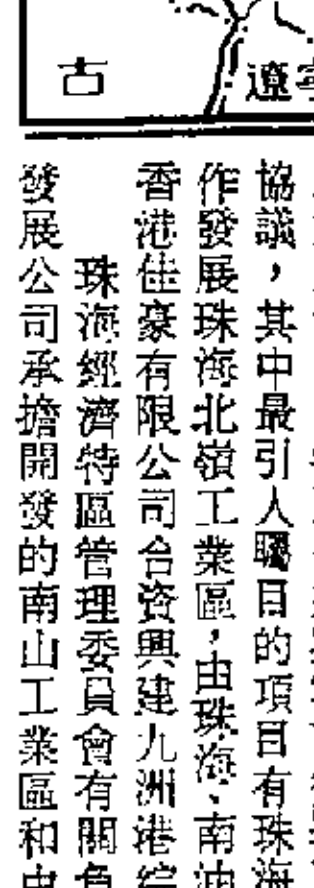 古
遼寧
協議，其中最引人矚目的項目有珠海
作發展珠海北嶺工業區，由珠海、南油
香港佳豪有限公司合資興建九洲港綜
珠海經濟特區管理委員會有關負
發展公司承擔開發的南山工業區和由